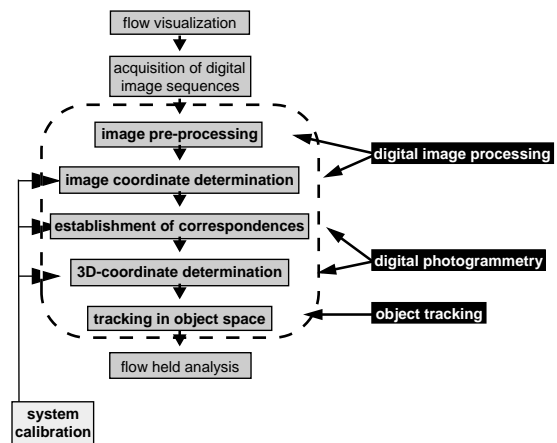 flow visualization
acquisition of digital
image sequences
image pre-processing
digital image processing
image coordinate determination
establishment of correspondences
digital photogrammetry
3D-coordinate determination
object tracking
tracking in object space
flow held analysis
system
calibration